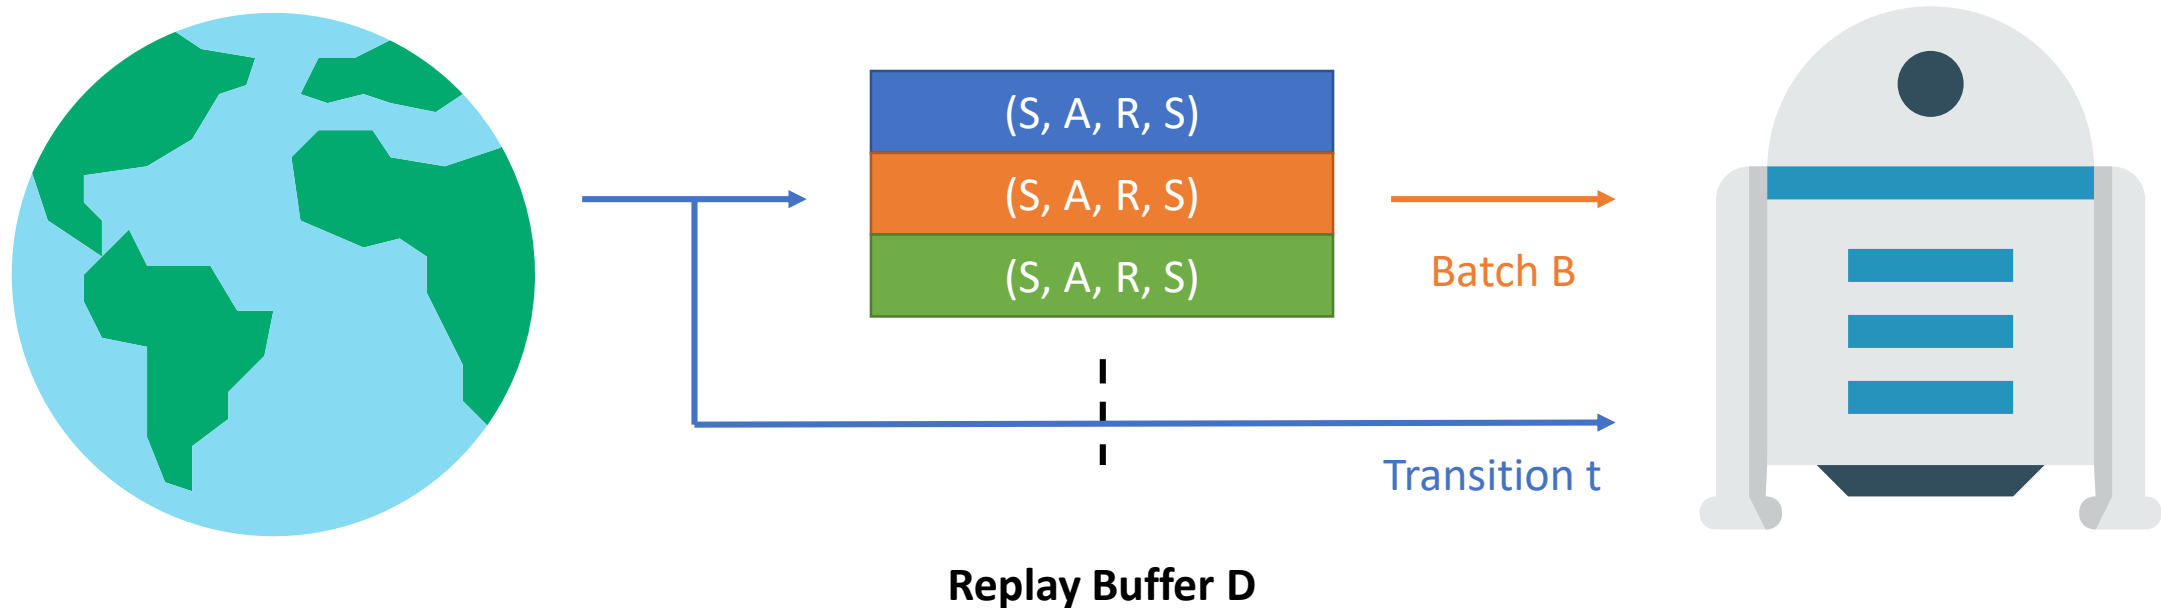 (S, A, R, S)
(S, A, R, S)
(S, A, R, S)
Batch B
Transition t
Replay Buffer D